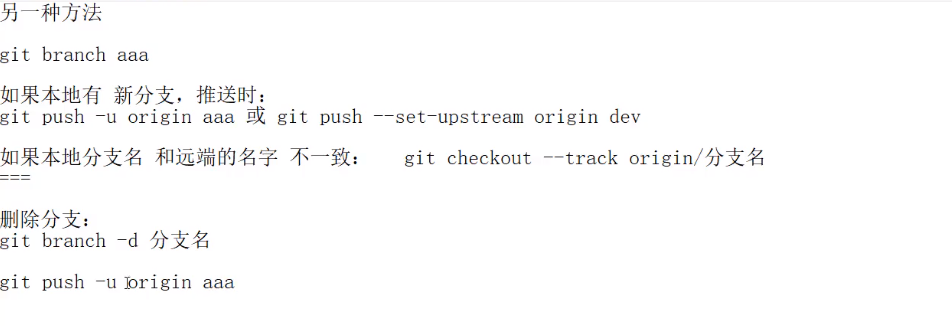 另一种方法
git branch aaa
如果本地有 新分支，推送时：
git push -u origin aaa 或 git push --set-upstream origin dev
如果本地分支名 和远端的名字 不一致：   git checkout --track origin/分支名
===
删除分支：
git branch -d 分支名
git push -u origin aaa